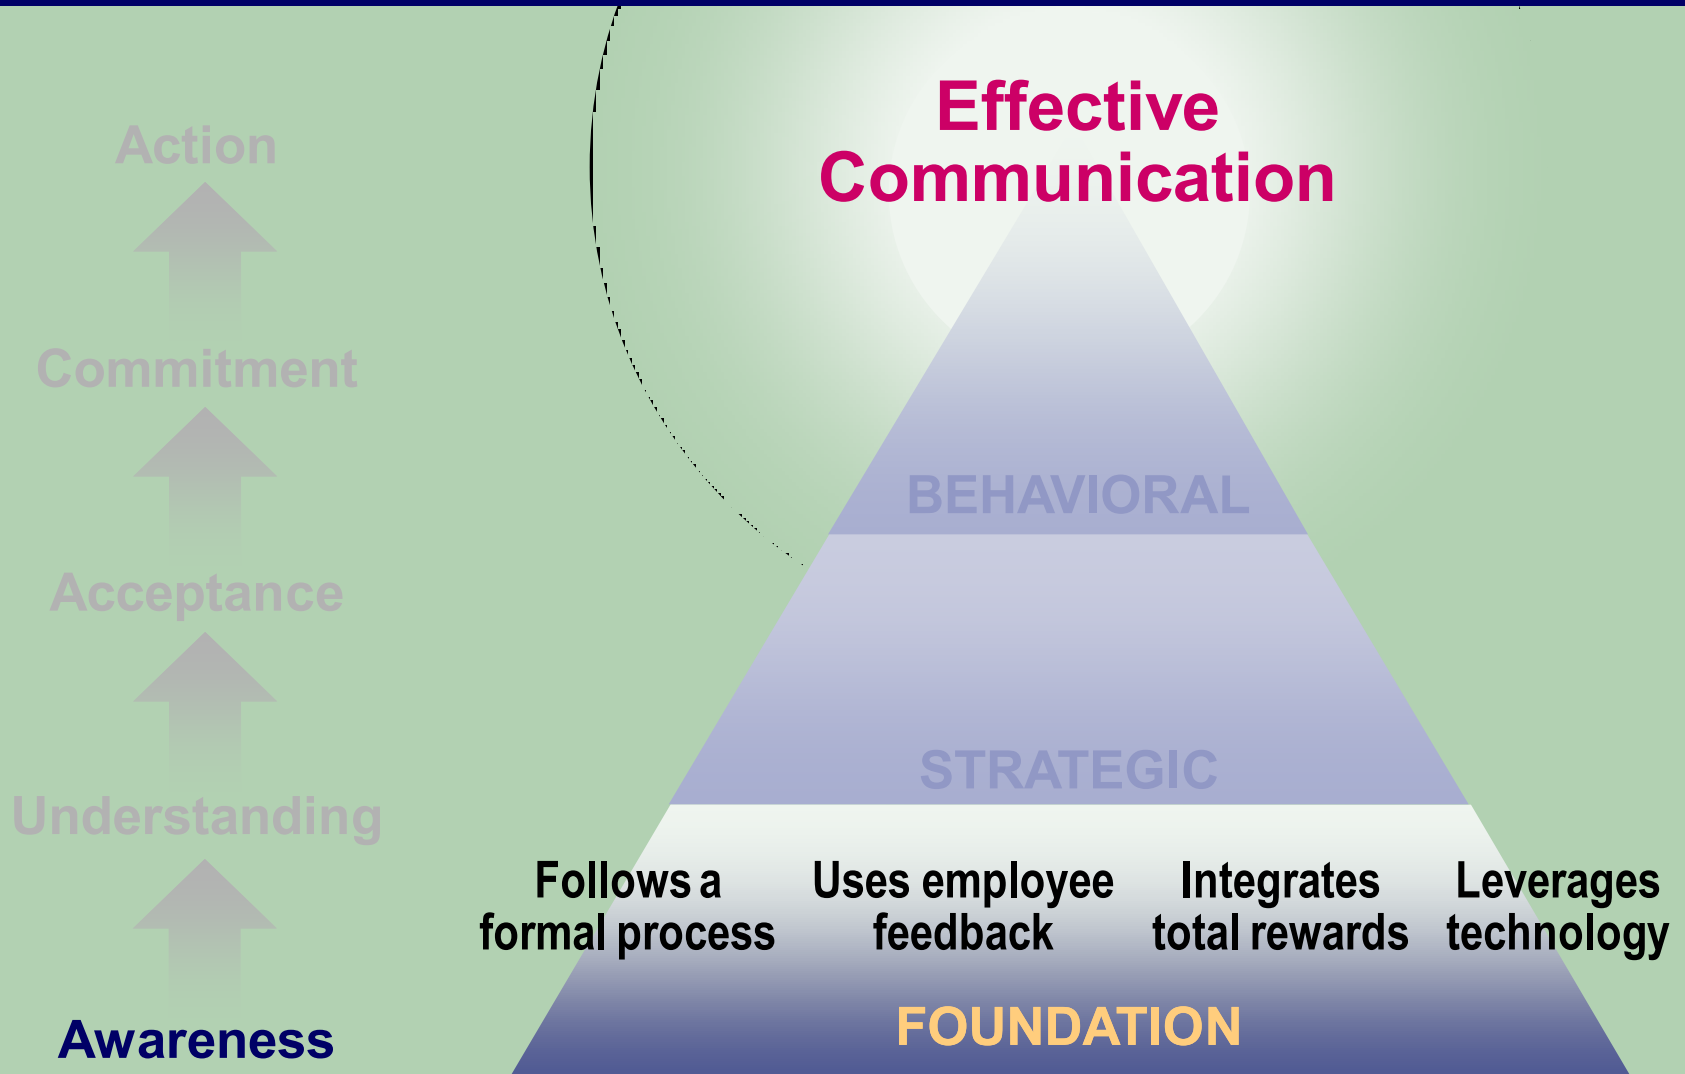 Effective
Communication
Action
Commitment
BEHAVIORAL
Acceptance
STRATEGIC
Understanding
Follows a
formal process
Uses employee
feedback
Integrates
total rewards
Leverages
technology
FOUNDATION
Awareness